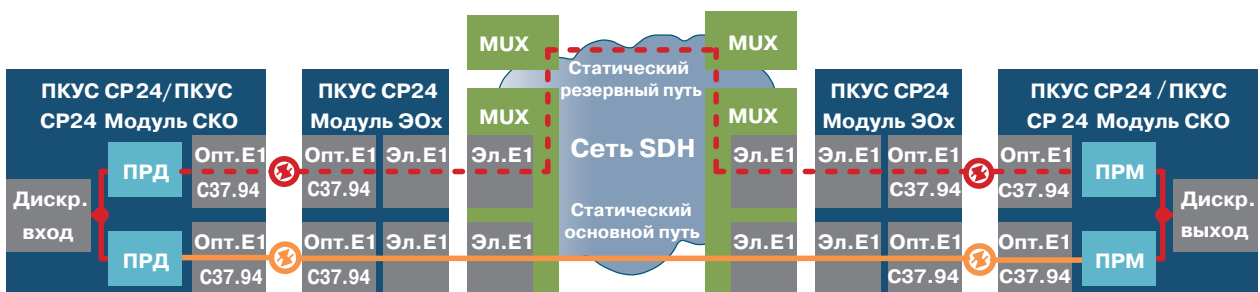 MUX
MUX
ПКУС СР24/ПКУС
СР24 Модуль СКО
ПКУС СР24
Модуль ЭОх
MUX
Статический
резервный путь
MUX
ПКУС СР24
Модуль ЭОх
ПКУС СР24/ПКУС
СР 24 Модуль СКО
Сеть SDH
ПРД
Опт.Е1
С37.94
Опт.Е1
С37.94
Эл.Е1
Эл.Е1
Эл.Е1
Эл.Е1
Опт.Е1
С37.94
Опт.Е1
С37.94
ПРМ
Дискр.
вход
Дискр.
выход
Статический
основной путь
ПРД
Опт.Е1
С37.94
Опт.Е1
С37.94
Эл.Е1
Эл.Е1
Эл.Е1
Эл.Е1
Опт.Е1
С37.94
Опт.Е1
С37.94
ПРМ